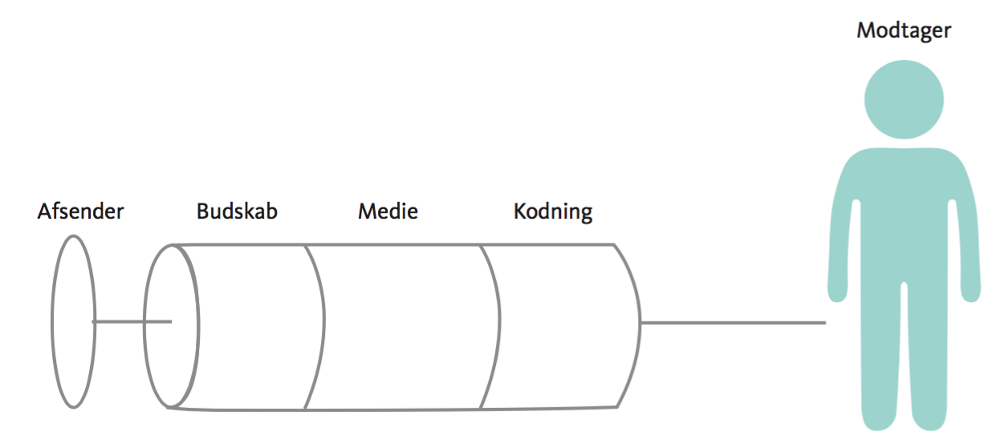 Modtager
Afsender
Budskab
Medie
Kodning